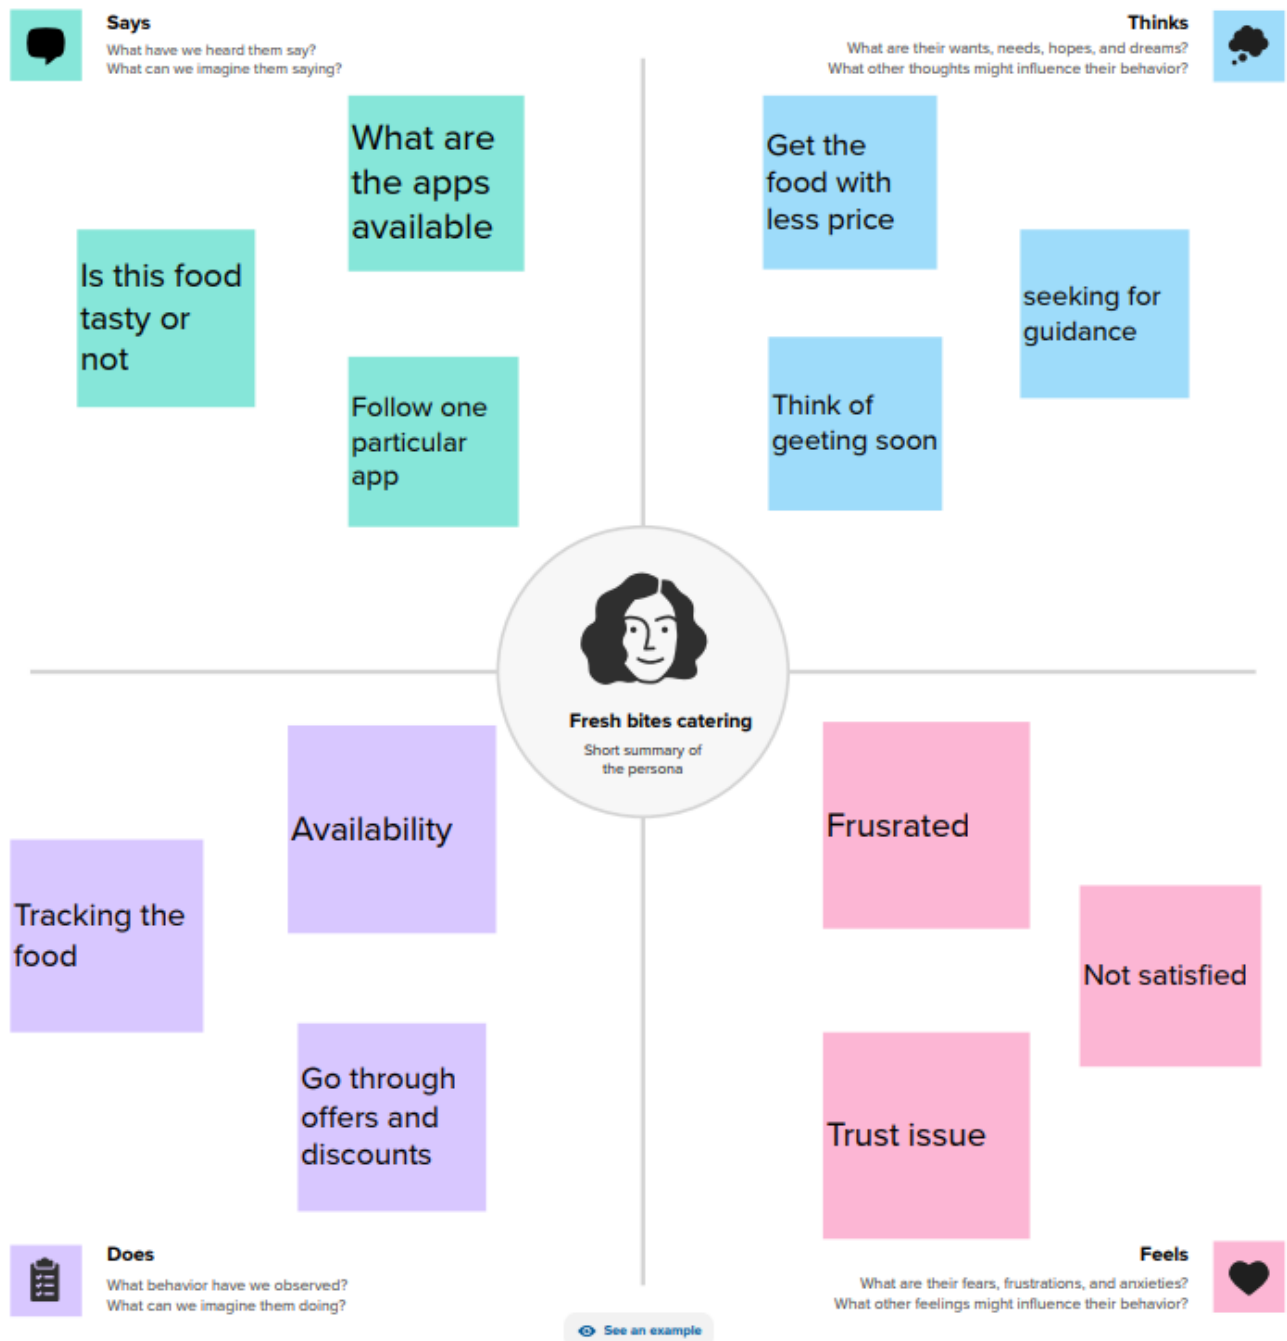 Says
What have we heard them say?
What can we imagine them saying?
Thinks
What are their wants, needs, hopes, and dreams?
What other thoughts might influence their behavior?
What are
the apps
available
Is this food
tasty or
not
Follow one
particular
app
Get the
food with
less price
seeking for
guidance
Think of
geeting soon
Fresh bites catering
Short summary of
the persona
Availability
Tracking the
food
Go through
offers and
discounts
Frusrated
Not satisfied
Trust issue
Does
What behavior have we observed?
What can we imagine them doing?
Feels
What are their fears, frustrations, and anxieties?
What other feelings might influence their behavior?
See an example